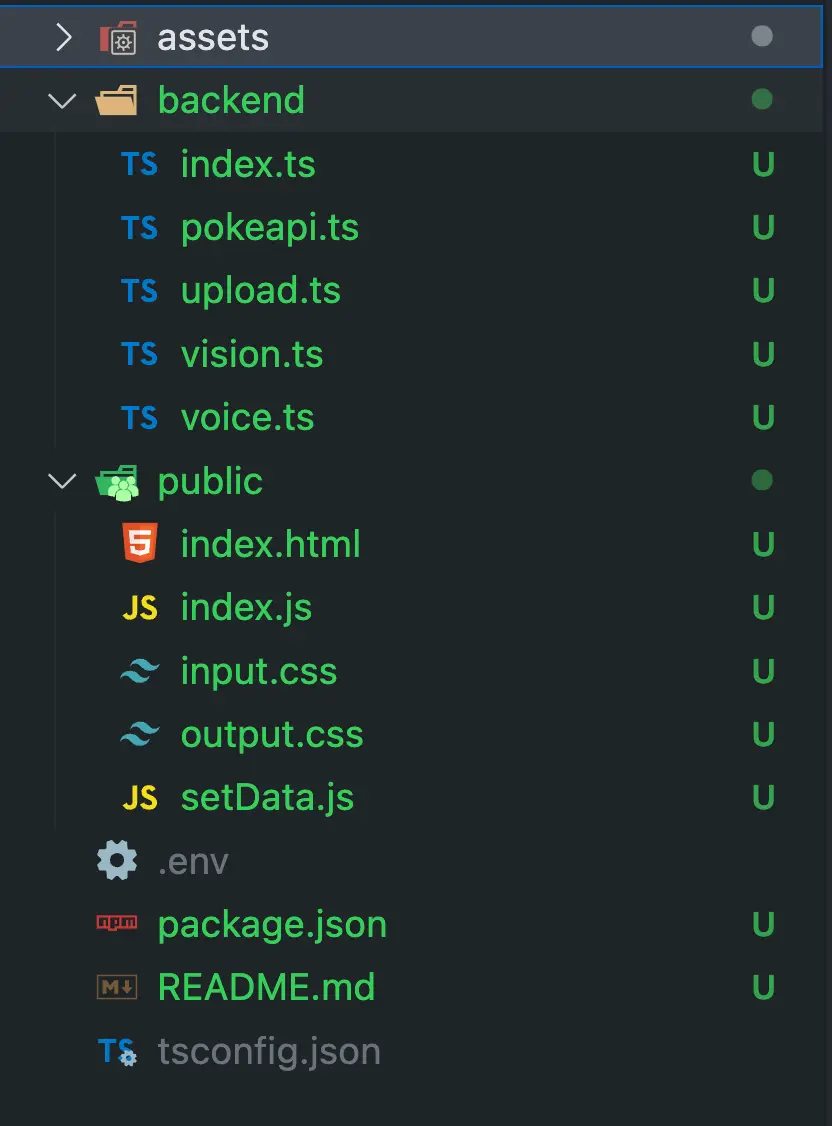 assets
backend
TS index.ts U
TS pokeapi.ts U
TS upload.ts U
TS vision.ts U
TS voice.ts U
public
5 index.html U
JS index.js U
input.css U
output.css U
JS setData.js U
.env
npm package.json U
M README.md U
TS tsconfig.json